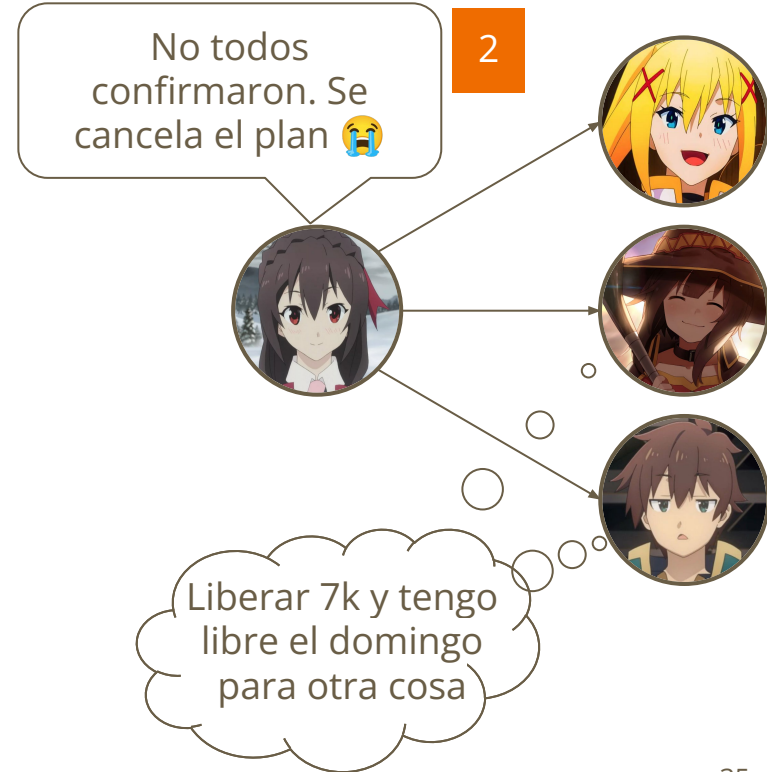 No todos
confirmaron. Se
cancela el plan 😭
2
Liberar 7k y tengo
libre el domingo
para otra cosa